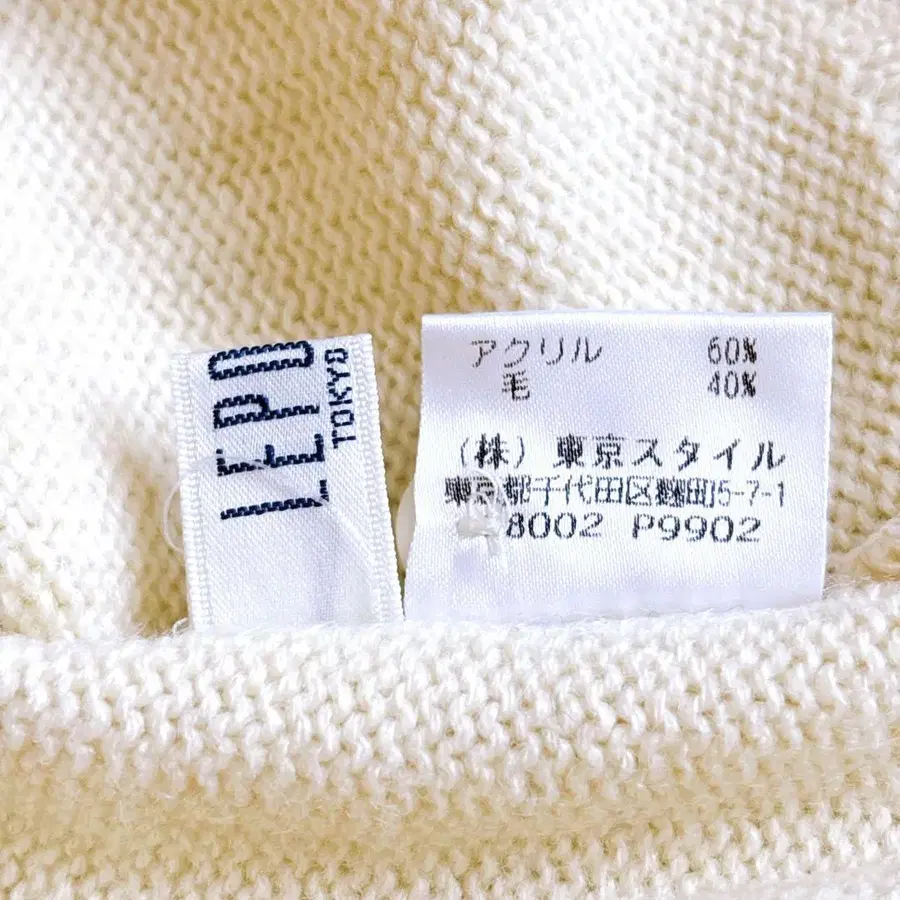 LEPD
TOKYO
アクリル 60%
毛 40%
(株)東京スタイル
東京都千代田区麹町5-7-1
8002 P9902